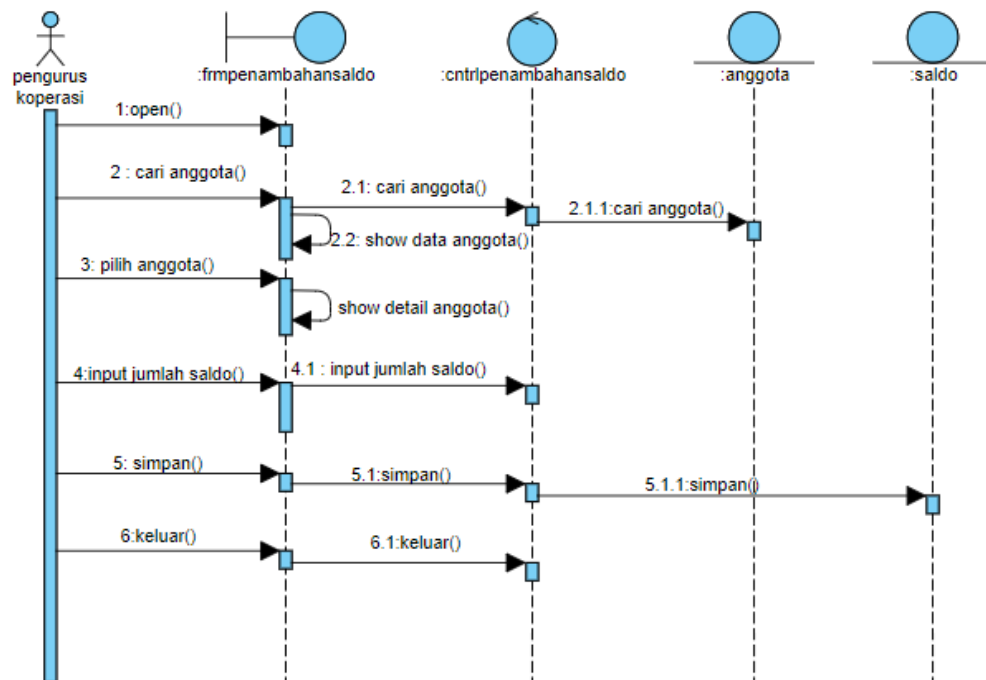 pengurus
koperasi
:frmpenambahansaldo
:cntrlpenambahansaldo
:anggota
:saldo
1:open()
2 : cari anggota()
2.1: cari anggota()
2.1.1:cari anggota()
2.2: show data anggota()
3: pilih anggota()
show detail anggota()
4:input jumlah saldo()
4.1 : input jumlah saldo()
5: simpan()
5.1:simpan()
5.1.1:simpan()
6:keluar()
6.1:keluar()